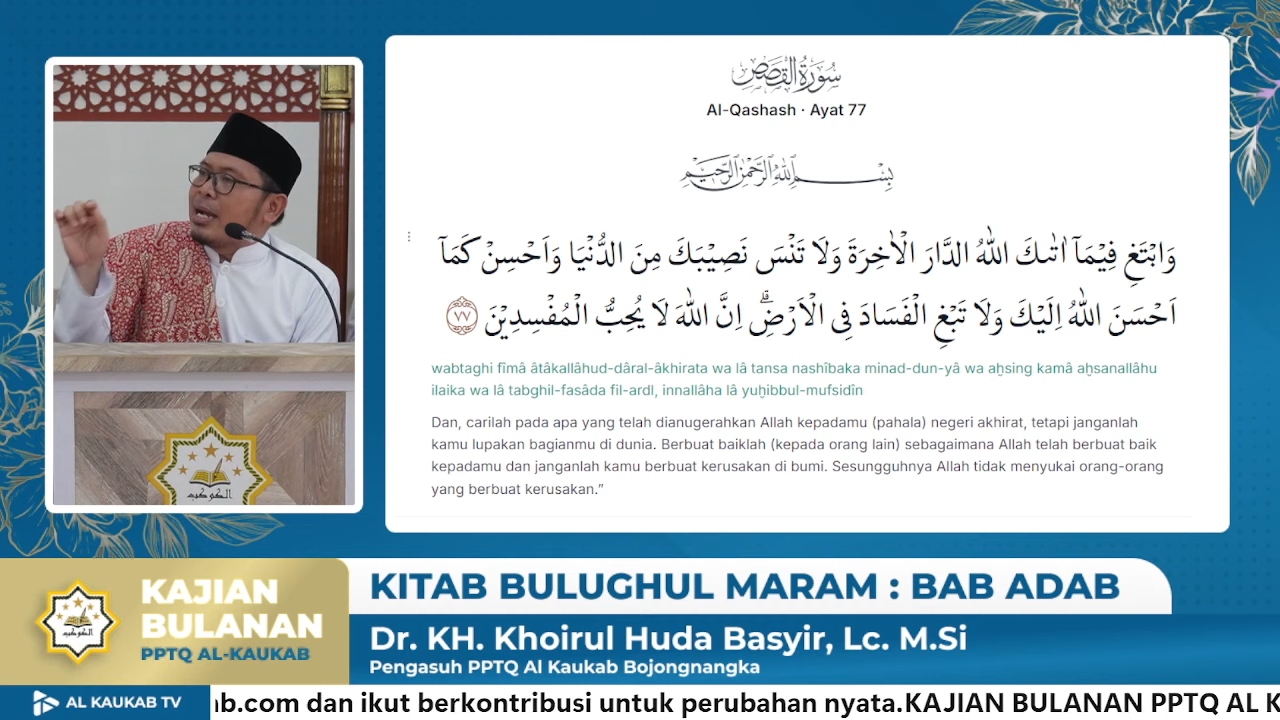 سُوْرَةُ القَصَصِ
Al-Qashash · Ayat 77
بِسْمِ اللّٰهِ الرَّحْمٰنِ الرَّحِيْمِ
وَابْتَغِ فِيْمَآ اٰتٰىكَ اللّٰهُ الدَّارَ الْاٰخِرَةَ وَلَا تَنْسَ نَصِيْبَكَ مِنَ الدُّنْيَا وَاَحْسِنْ كَمَآ
اَحْسَنَ اللّٰهُ اِلَيْكَ وَلَا تَبْغِ الْفَسَادَ فِى الْاَرْضِۗ اِنَّ اللّٰهَ لَا يُحِبُّ الْمُفْسِدِيْنَ ٧٧
wabtaghi fîmâ âtâkallâhud-dâral-âkhirata wa lâ tansa nashîbaka minad-dun-yâ wa aḫsing kamâ aḫsanallâhu
ilaika wa lâ tabghil-fasâda fil-ardl, innallâha lâ yuḫibbul-mufsidîn
Dan, carilah pada apa yang telah dianugerahkan Allah kepadamu (pahala) negeri akhirat, tetapi janganlah
kamu lupakan bagianmu di dunia. Berbuat baiklah (kepada orang lain) sebagaimana Allah telah berbuat baik
kepadamu dan janganlah kamu berbuat kerusakan di bumi. Sesungguhnya Allah tidak menyukai orang-orang
yang berbuat kerusakan.”
الكوكب
الكوكب
KAJIAN
BULANAN
PPTQ AL-KAUKAB
KITAB BULUGHUL MARAM : BAB ADAB
Dr. KH. Khoirul Huda Basyir, Lc. M.Si
Pengasuh PPTQ Al Kaukab Bojongnangka
AL KAUKAB TV
ab.com dan ikut berkontribusi untuk perubahan nyata.KAJIAN BULANAN PPTQ AL K